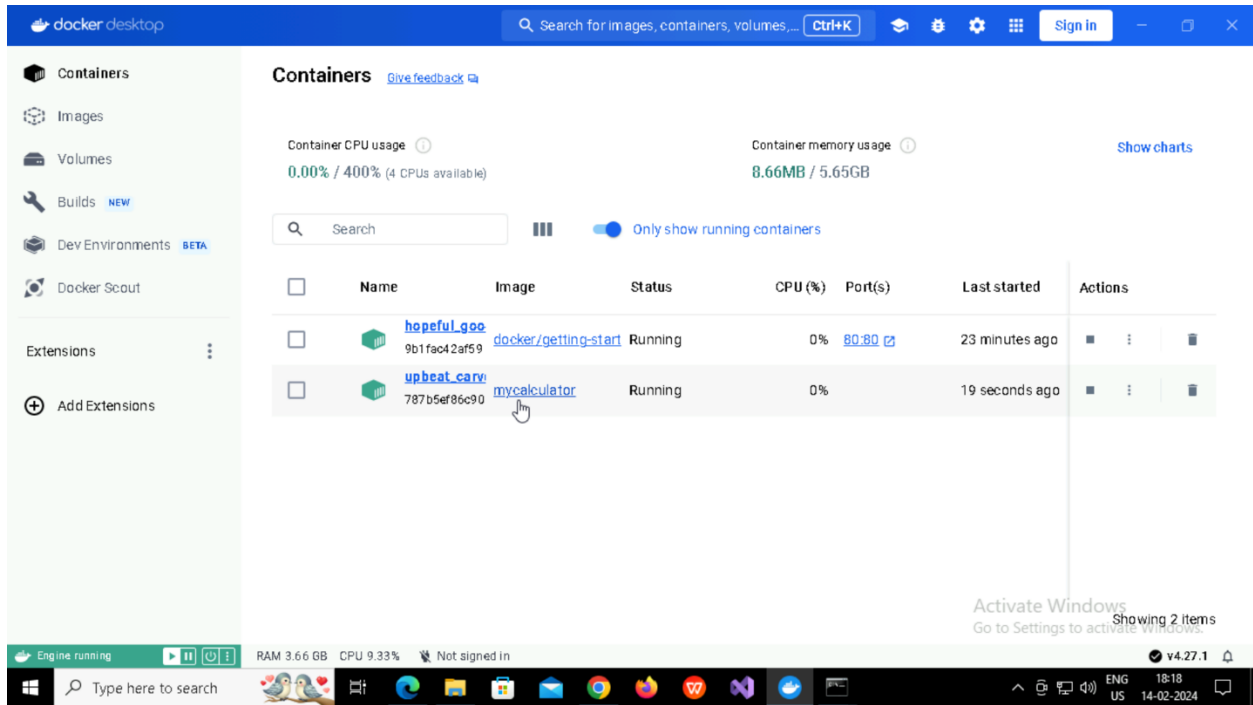 docker desktop
Search for images, containers, volumes,... Ctrl+K
Sign in
Containers
Images
Volumes
Builds NEW
Dev Environments BETA
Docker Scout
Extensions
Add Extensions
Containers Give feedback
Container CPU usage
0.00% / 400% (4 CPUs available)
Container memory usage
8.66MB / 5.65GB
Show charts
Search
Only show running containers
Name Image Status CPU (%) Port(s) Last started Actions
hopeful_goo
9b1fac42af59
docker/getting-start Running 0% 80:80 23 minutes ago
upbeat_carv
787b5ef86c90
mycalculator Running 0% 19 seconds ago
Activate Windows
Go to Settings to activate Windows.
Showing 2 items
Engine running
RAM 3.66 GB CPU 9.33% Not signed in
v4.27.1
Type here to search
ENG
US
18:18
14-02-2024